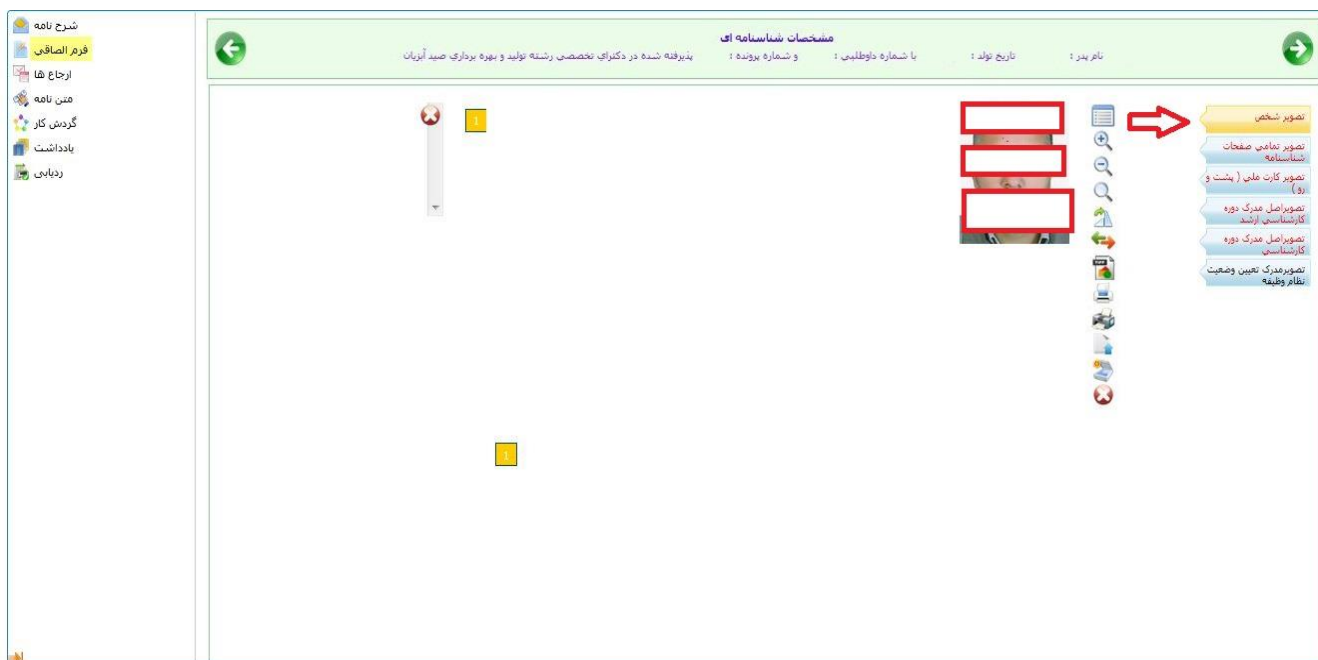 شرح نامه
فرم الصاقی
ارجاع ها
متن نامه
گردش کار
یادداشت
ردیابی
مشخصات شناسنامه ای
نام پدر : تاریخ تولد : با شماره داوطلبی : و شماره پرونده : پذیرفته شده در دکترای تخصصی رشته تولید و بهره برداری صید آبزیان
تصویر شخص
تصویر تمامی صفحات
شناسنامه
تصویر کارت ملی ( پشت و
رو )
تصویراصل مدرک دوره
کارشناسی ارشد
تصویراصل مدرک دوره
کارشناسی
تصویرمدرک تعیین وضعیت
نظام وظیفه
1
1